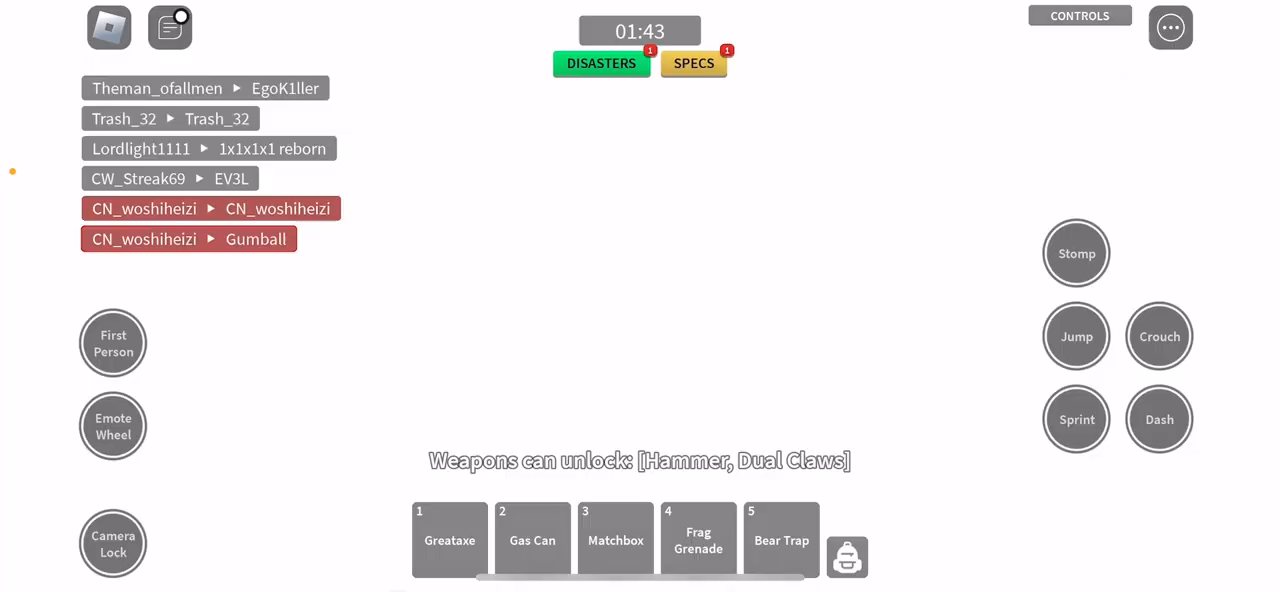 01:43
CONTROLS
DISASTERS 1
SPECS 1
Theman_ofallmen ▸ EgoK1ller
Trash_32 ▸ Trash_32
Lordlight1111 ▸ 1x1x1x1 reborn
CW_Streak69 ▸ EV3L
CN_woshiheizi ▸ CN_woshiheizi
CN_woshiheizi ▸ Gumball
Stomp
First
Person
Jump
Crouch
Emote
Wheel
Sprint
Dash
Weapons can unlock: [Hammer, Dual Claws]
1
Greataxe
2
Gas Can
3
Matchbox
4
Frag
Grenade
5
Bear Trap
Camera
Lock